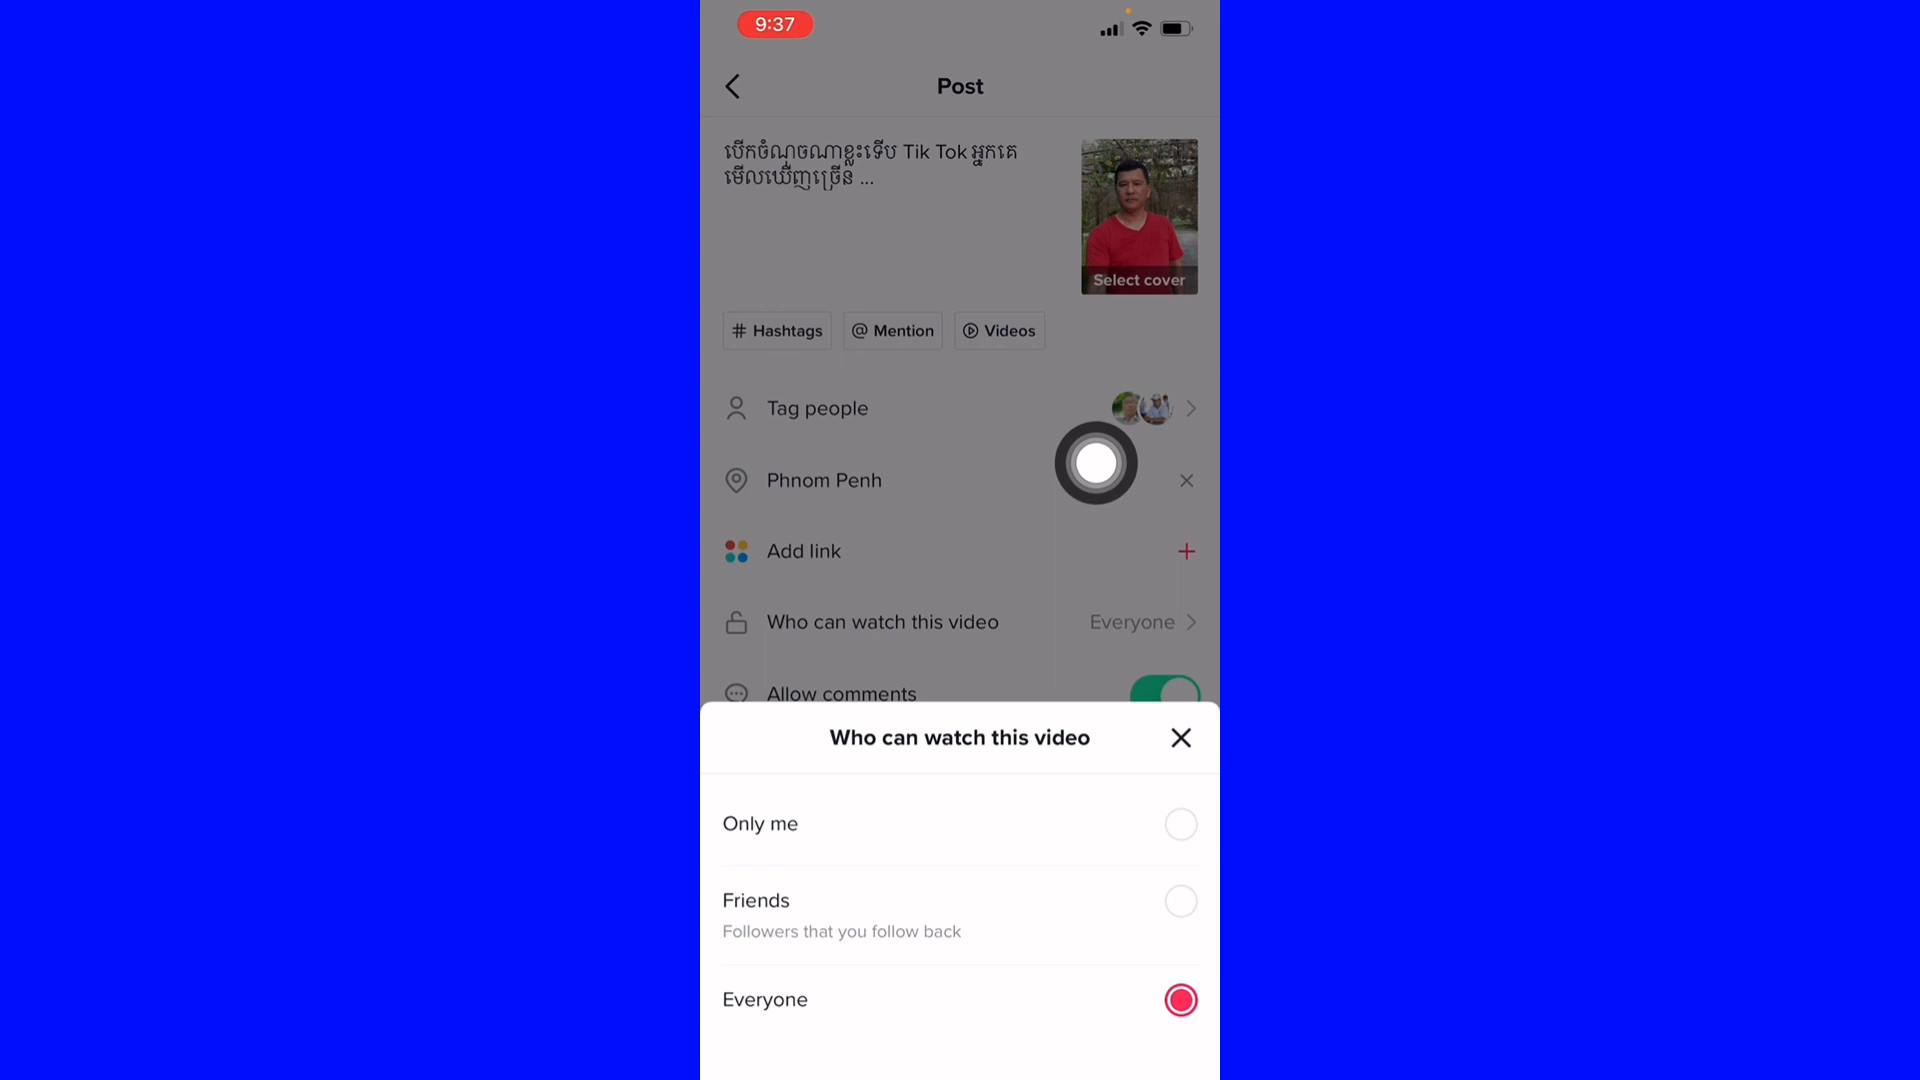 9:37
Post
បើកចំណុចណាខ្លះទើប Tik Tok អ្នកគេ
មើលឃើញច្រើន ...
Select cover
# Hashtags
@ Mention
Videos
Tag people
Phnom Penh
Add link
Who can watch this video
Everyone
Allow comments
Who can watch this video
Only me
Friends
Followers that you follow back
Everyone